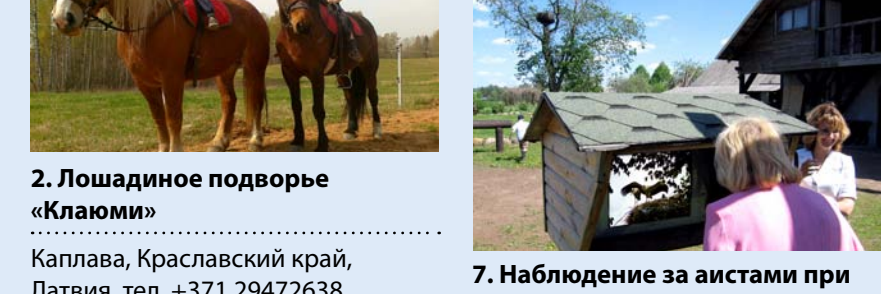 2. Лошадиное подворье
«Клаюми»
Каплава, Краславский край,
Латвия, тел. +371 29472638
7. Наблюдение за аистами при